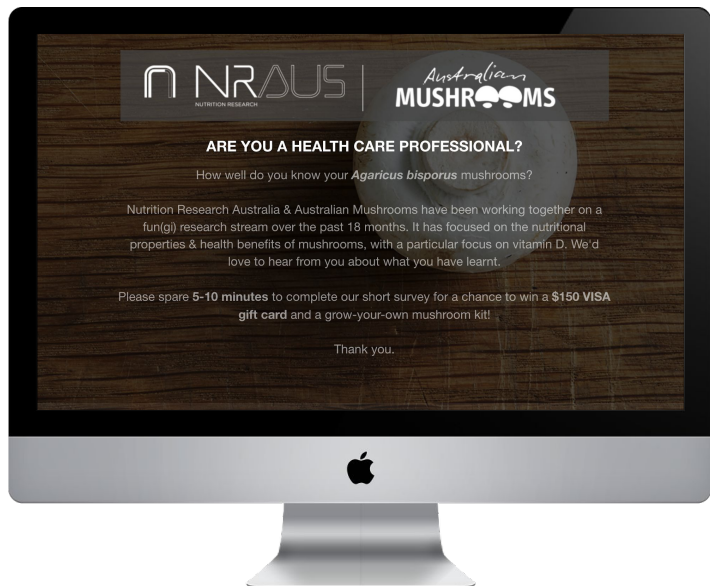 NRAUS
NUTRITION RESEARCH
Australian
MUSHROOMS
ARE YOU A HEALTH CARE PROFESSIONAL?
How well do you know your Agaricus bisporus mushrooms?
Nutrition Research Australia & Australian Mushrooms have been working together on a
fun(gi) research stream over the past 18 months. It has focused on the nutritional
properties & health benefits of mushrooms, with a particular focus on vitamin D. We'd
love to hear from you about what you have learnt.
Please spare 5-10 minutes to complete our short survey for a chance to win a $150 VISA
gift card and a grow-your-own mushroom kit!
Thank you.